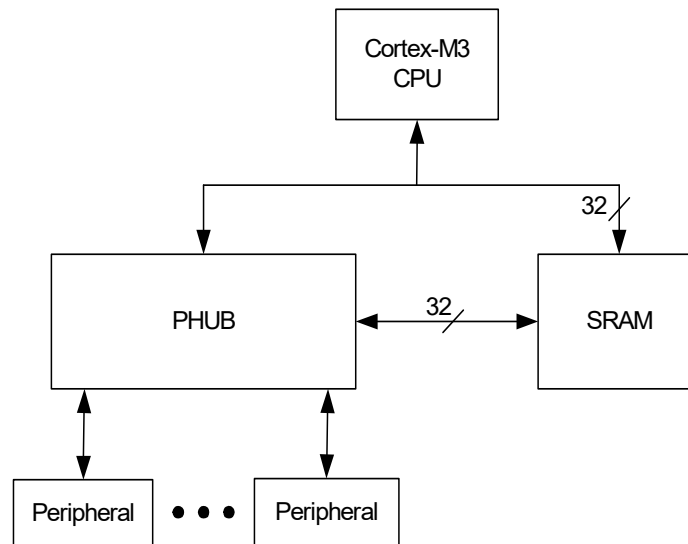 Cortex-M3
CPU
32
PHUB
32
SRAM
Peripheral
Peripheral